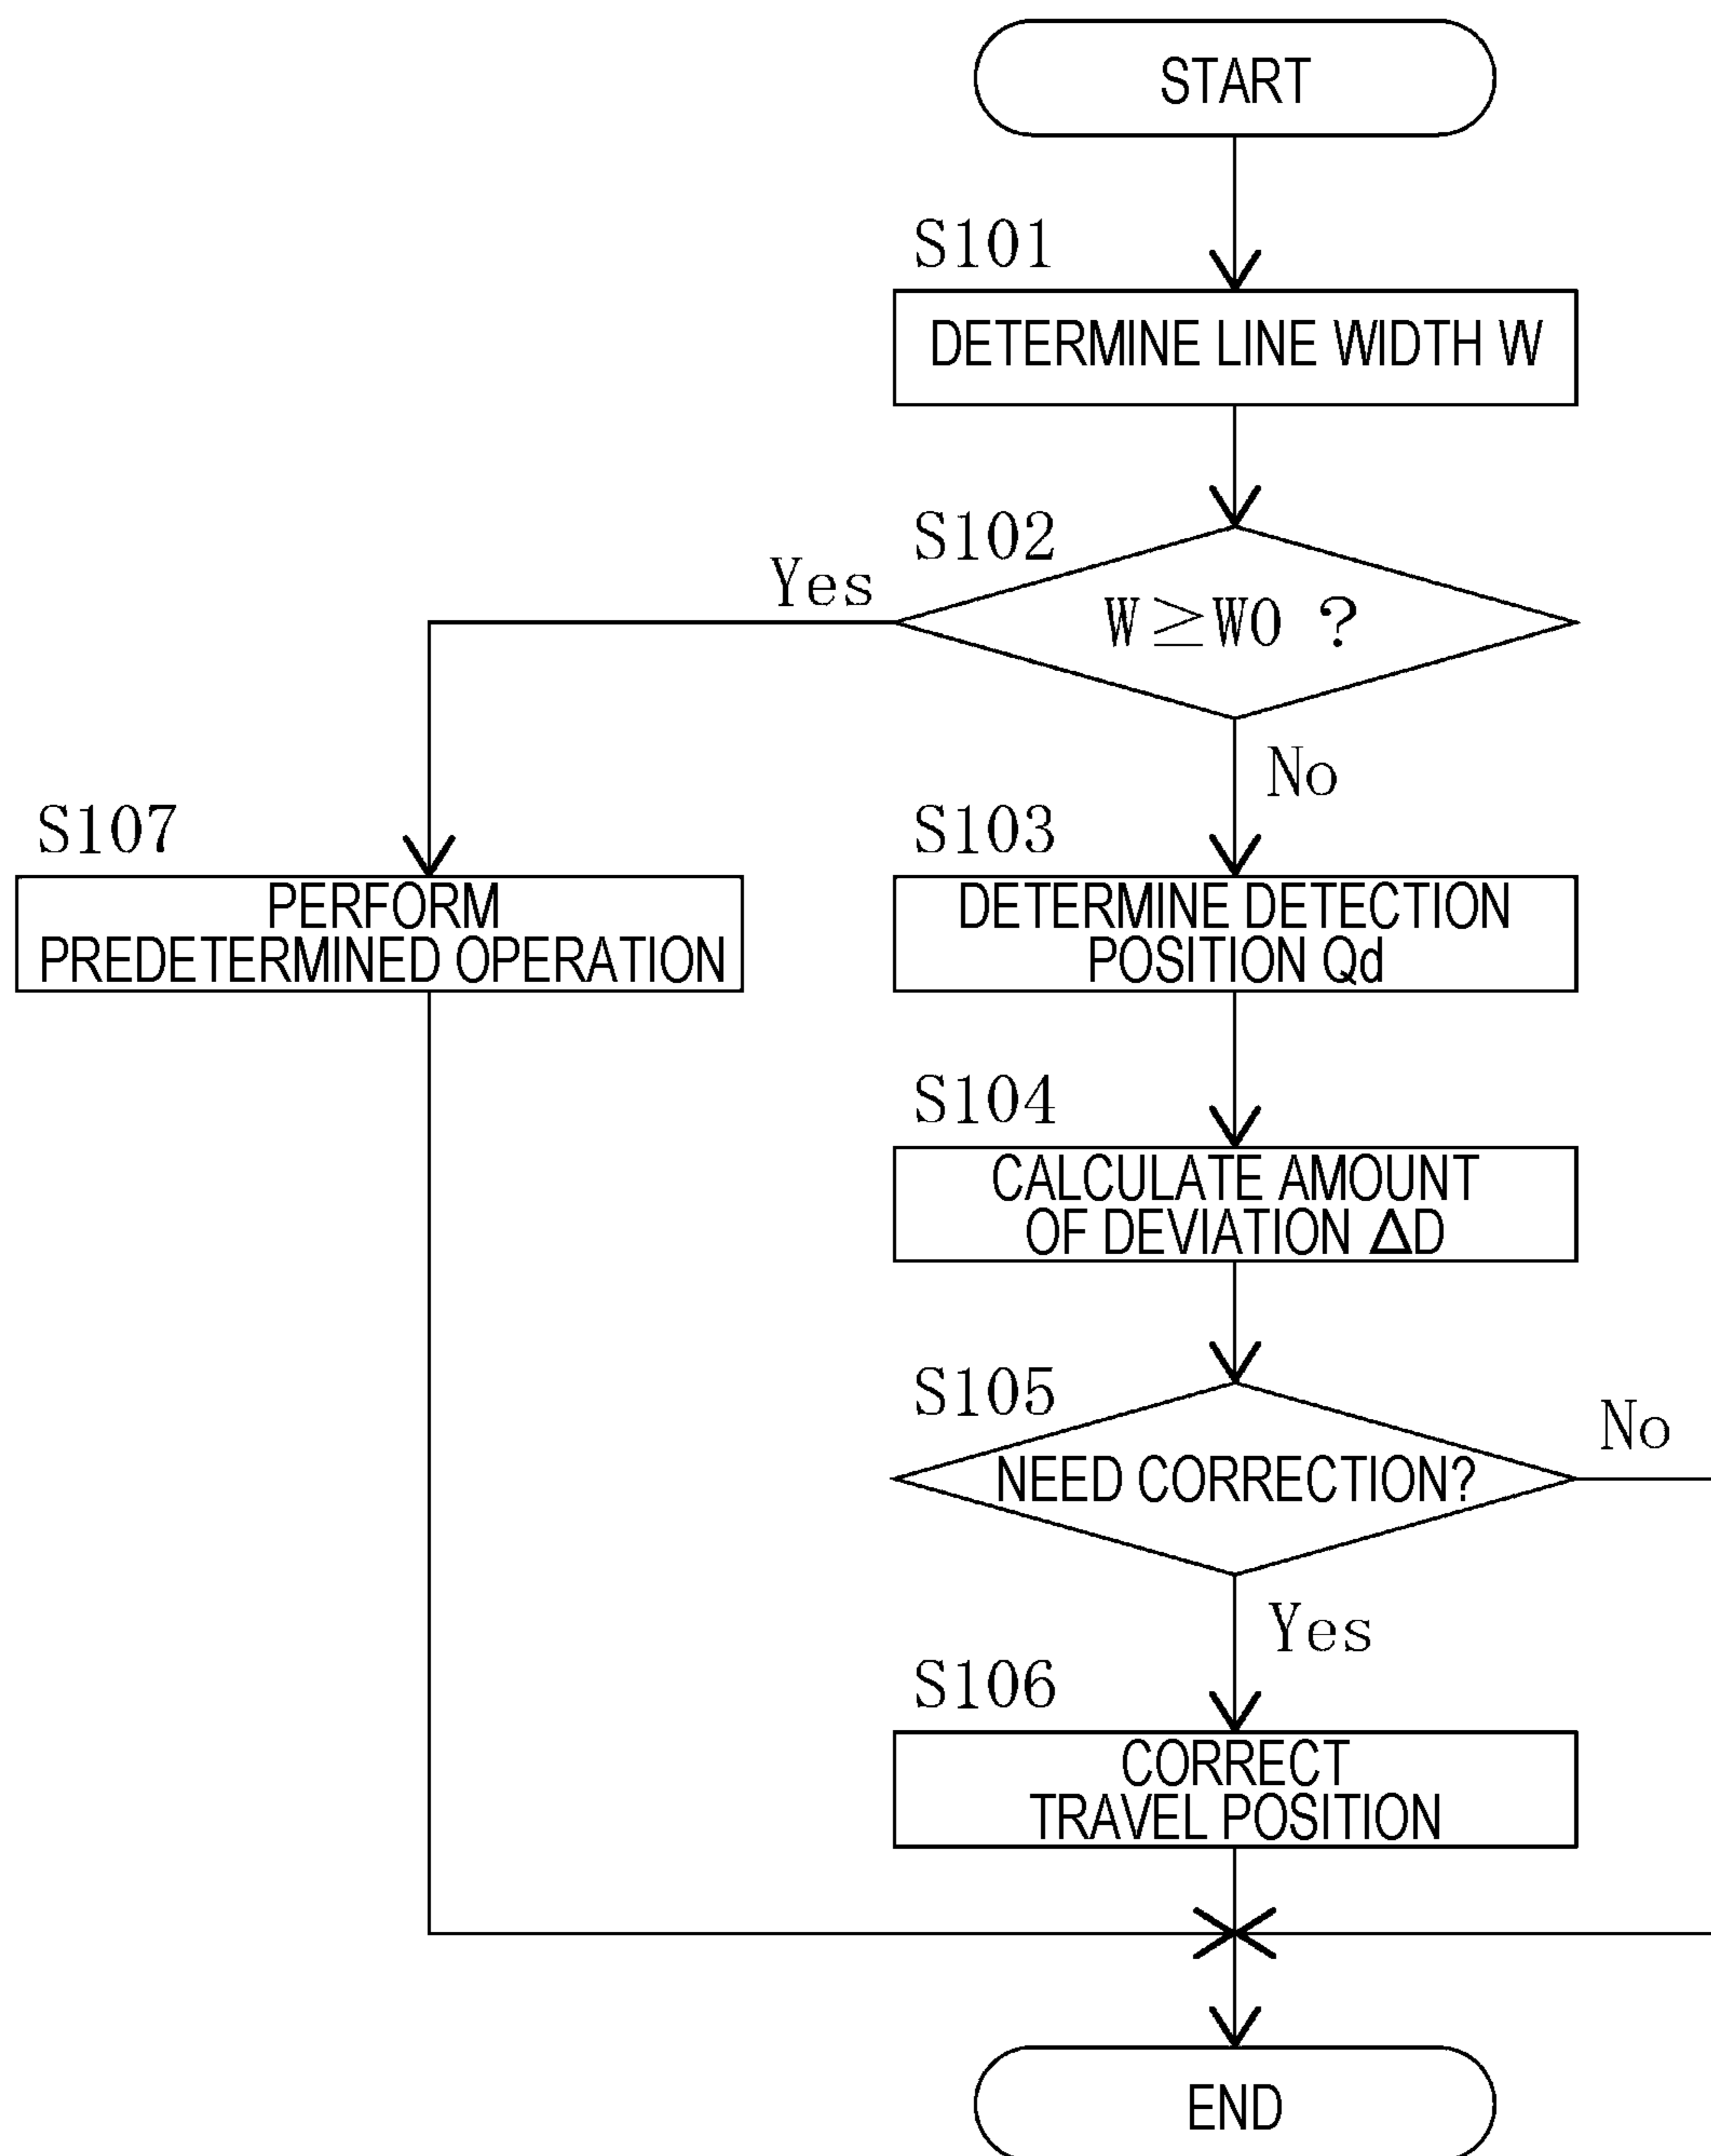 START
S101
DETERMINE LINE WIDTH W
S102
Yes
W≧W0 ?
No
S107
PERFORM
PREDETERMINED OPERATION
S103
DETERMINE DETECTION
POSITION Qd
S104
CALCULATE AMOUNT
OF DEVIATION ΔD
S105
No
NEED CORRECTION?
Yes
S106
CORRECT
TRAVEL POSITION
END